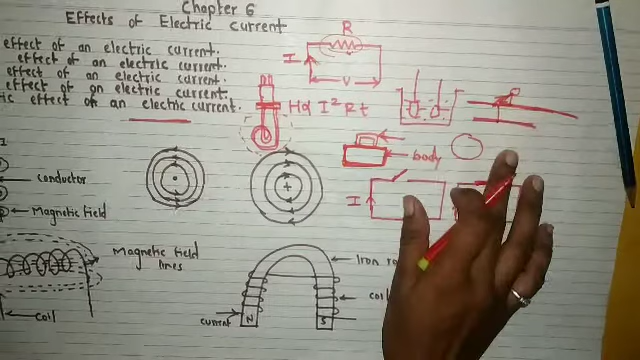 Chapter 6
Effects of Electric current
effect of an electric current.
effect of an electric current.
effect of an electric current.
effect of an electric current.
effect of an electric current.
R
I
V
Hα I²Rt
body
I
conductor
Magnetic field
Magnetic field
lines
coil
Iron
coil
current
N
S